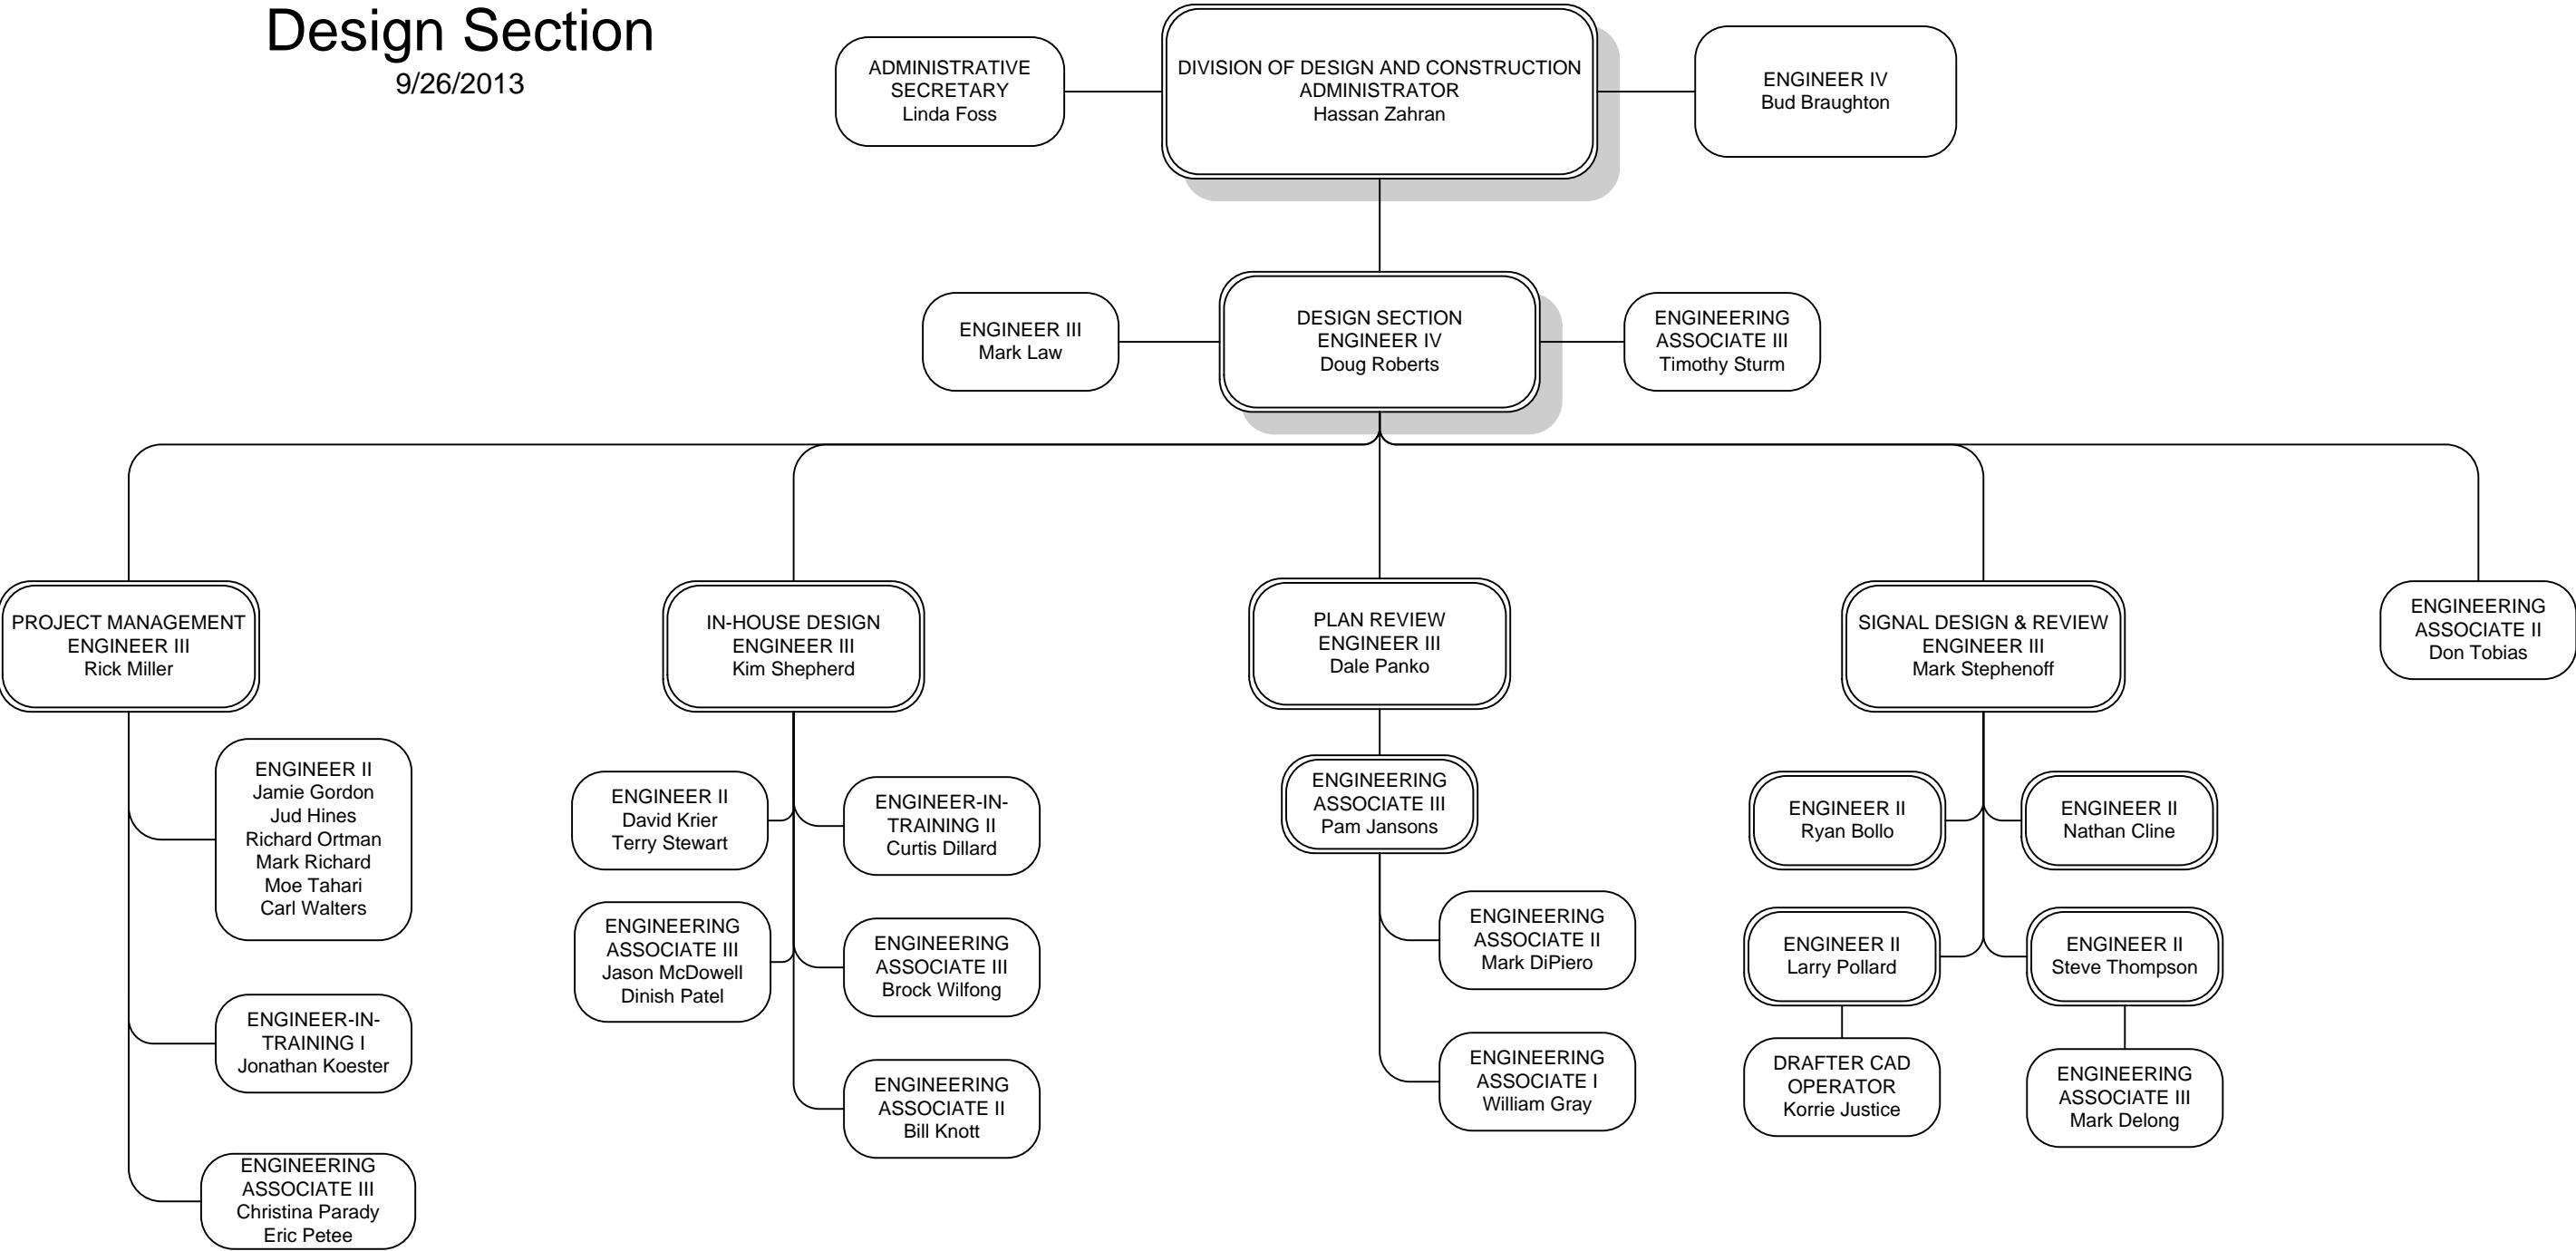 Design Section
9/26/2013
ADMINISTRATIVE
SECRETARY
Linda Foss
DIVISION OF DESIGN AND CONSTRUCTION
ADMINISTRATOR
Hassan Zahran
ENGINEER IV
Bud Braughton
ENGINEER III
Mark Law
DESIGN SECTION
ENGINEER IV
Doug Roberts
ENGINEERING
ASSOCIATE III
Timothy Sturm
PROJECT MANAGEMENT
ENGINEER III
Rick Miller
IN-HOUSE DESIGN
ENGINEER III
Kim Shepherd
PLAN REVIEW
ENGINEER III
Dale Panko
SIGNAL DESIGN & REVIEW
ENGINEER III
Mark Stephenoff
ENGINEERING
ASSOCIATE II
Don Tobias
ENGINEER II
Jamie Gordon
Jud Hines
Richard Ortman
Mark Richard
Moe Tahari
Carl Walters
ENGINEER-IN-
TRAINING I
Jonathan Koester
ENGINEERING
ASSOCIATE III
Christina Parady
Eric Petee
ENGINEER II
David Krier
Terry Stewart
ENGINEER-IN-
TRAINING II
Curtis Dillard
ENGINEERING
ASSOCIATE III
Jason McDowell
Dinish Patel
ENGINEERING
ASSOCIATE III
Brock Wilfong
ENGINEERING
ASSOCIATE II
Bill Knott
ENGINEERING
ASSOCIATE III
Pam Jansons
ENGINEERING
ASSOCIATE II
Mark DiPiero
ENGINEERING
ASSOCIATE I
William Gray
ENGINEER II
Ryan Bollo
ENGINEER II
Nathan Cline
ENGINEER II
Larry Pollard
ENGINEER II
Steve Thompson
DRAFTER CAD
OPERATOR
Korrie Justice
ENGINEERING
ASSOCIATE III
Mark Delong